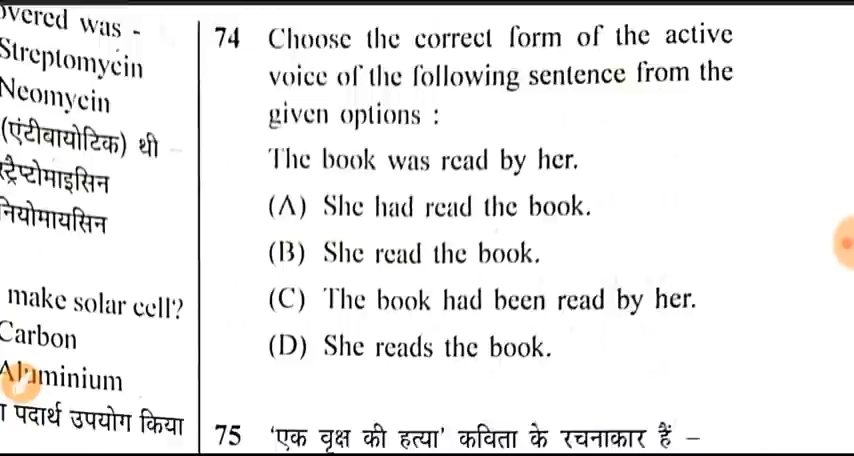 overed was -
Streptomycin
Neomycin
(एंटीबायोटिक) थी
स्ट्रैप्टोमाइसिन
नियोमायसिन
make solar cell?
Carbon
Aluminium
पदार्थ उपयोग किया
74 Choose the correct form of the active
voice of the following sentence from the
given options :
The book was read by her.
(A) She had read the book.
(B) She read the book.
(C) The book had been read by her.
(D) She reads the book.
75 'एक वृक्ष की हत्या' कविता के रचनाकार हैं –